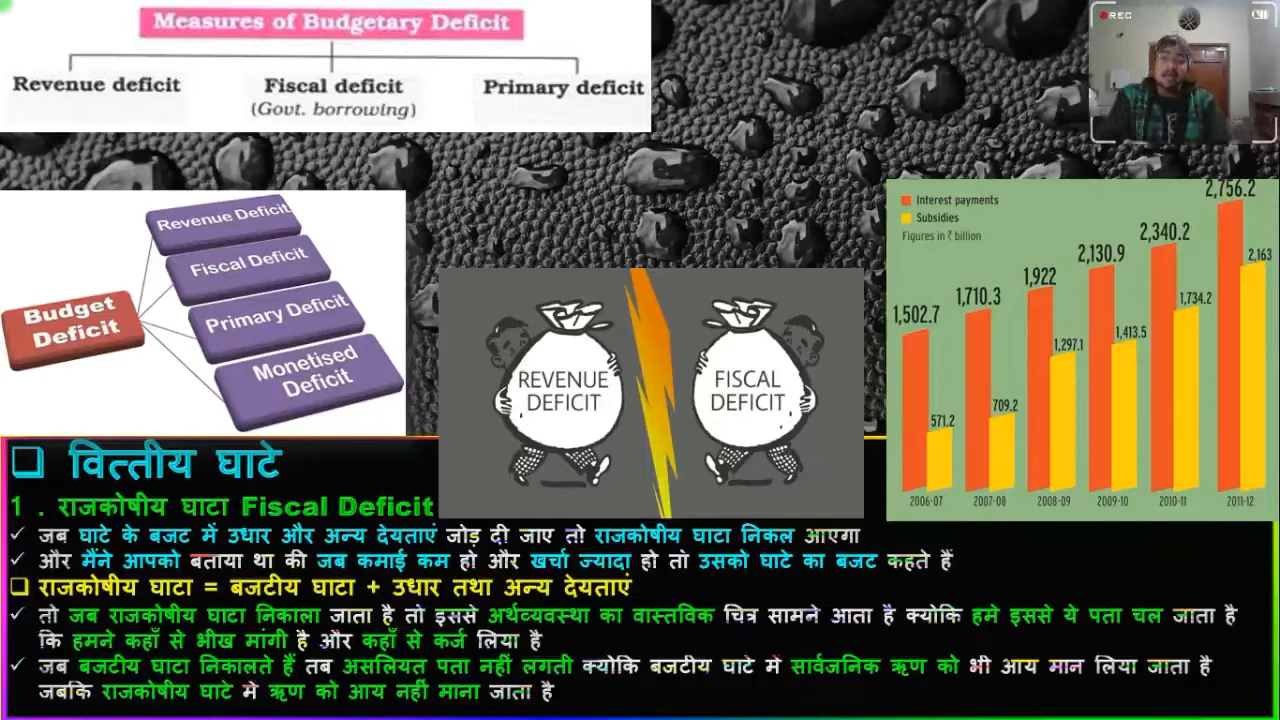 Measures of Budgetary Deficit
Revenue deficit
Fiscal deficit
(Govt. borrowing)
Primary deficit
REC
Budget
Deficit
Revenue Deficit
Fiscal Deficit
Primary Deficit
Monetised
Deficit
REVENUE
DEFICIT
FISCAL
DEFICIT
Interest payments
Subsidies
Figures in ₹ billion
1,502.7
571.2
1,710.3
709.2
1,922
1,297.1
2,130.9
1,413.5
2,340.2
1,734.2
2,756.2
2,163
2006-07 2007-08 2008-09 2009-10 2010-11 2011-12
❑ वित्तीय घाटे
1 . राजकोषीय घाटा Fiscal Deficit
✓ जब घाटे के बजट में उधार और अन्य देयताएं जोड़ दी जाए तो राजकोषीय घाटा निकल आएगा
✓ और मैंने आपको बताया था की जब कमाई कम हो और खर्चा ज्यादा हो तो उसको घाटे का बजट कहते हैं
❑ राजकोषीय घाटा = बजटीय घाटा + उधार तथा अन्य देयताएं
✓ तो जब राजकोषीय घाटा निकाला जाता है तो इससे अर्थव्यवस्था का वास्तविक चित्र सामने आता है क्योकि हमे इससे ये पता चल जाता है
कि हमने कहाँ से भीख मांगी है और कहाँ से कर्ज लिया है
✓ जब बजटीय घाटा निकालते हैं तब असलियत पता नहीं लगती क्योकि बजटीय घाटे में सार्वजनिक ऋण को भी आय मान लिया जाता है
जबकि राजकोषीय घाटे मे ऋण को आय नहीं माना जाता है